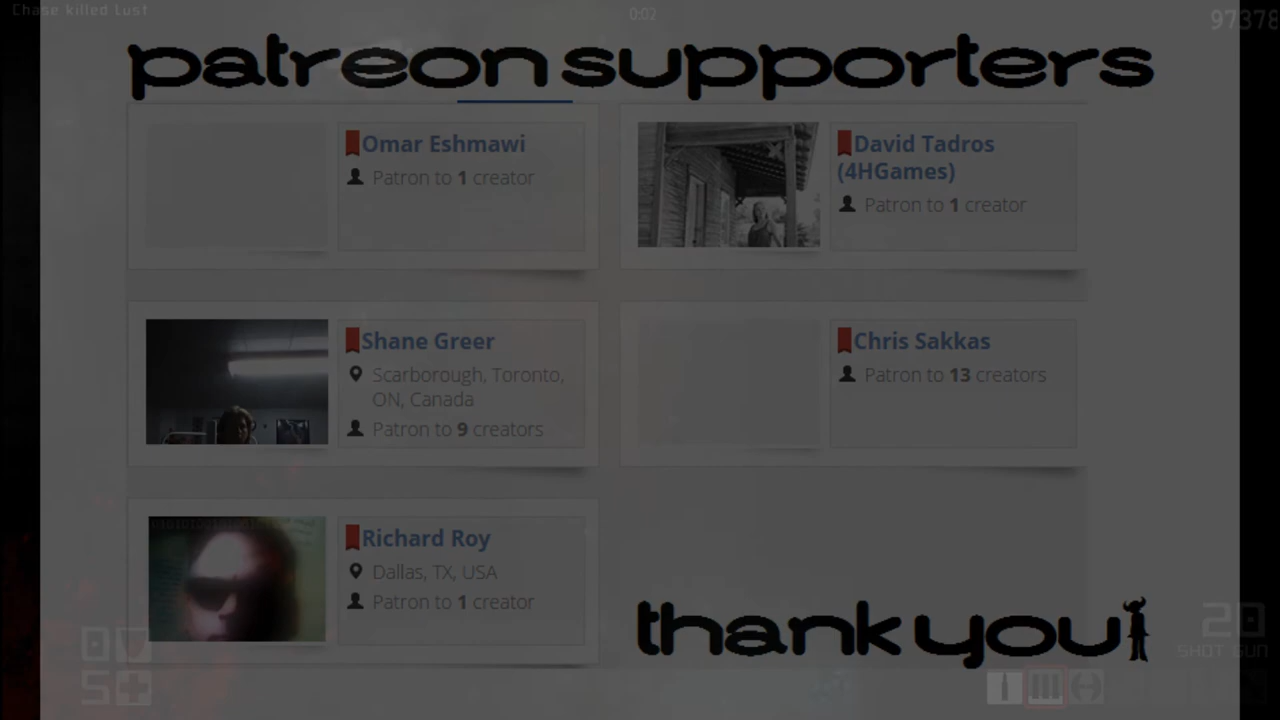 Chase killed Lust
0:02
97378
patreon supporters
Omar Eshmawi
Patron to 1 creator
David Tadros
(4HGames)
Patron to 1 creator
Shane Greer
Scarborough, Toronto,
ON, Canada
Patron to 9 creators
Chris Sakkas
Patron to 13 creators
Richard Roy
Dallas, TX, USA
Patron to 1 creator
thank you
20
SHOT GUN